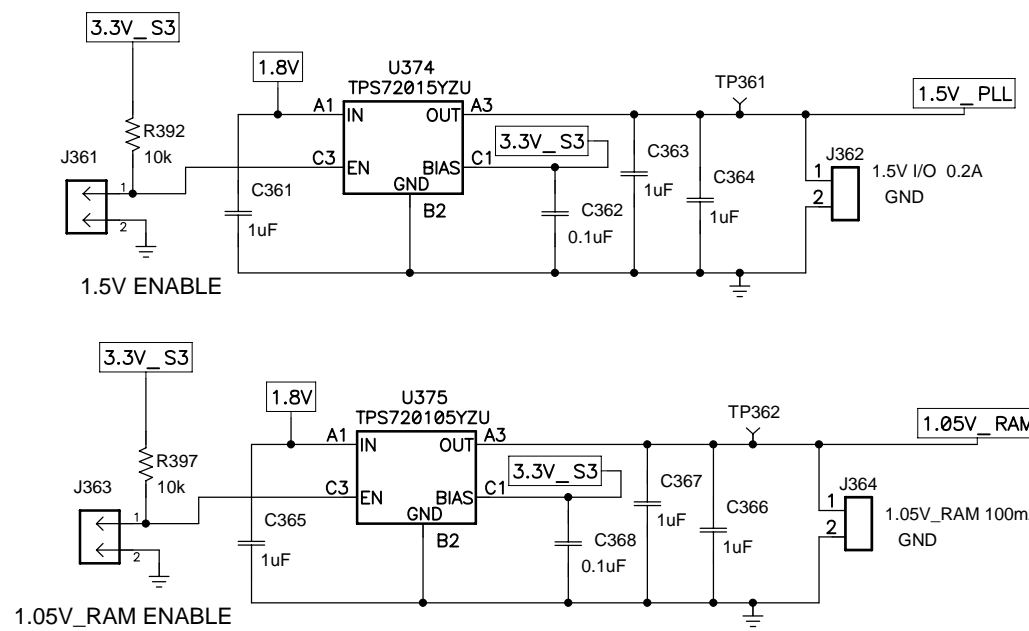 3.3V_S3
1.8V
U374
TPS72015YZU
TP361
1.5V_PLL
A1
IN
OUT
A3
R392
10k
3.3V_S3
J361
1
2
C3
EN
BIAS
C1
GND
B2
C361
1uF
C362
0.1uF
C363
1uF
C364
1uF
J362
1
2
1.5V I/O 0.2A
GND
1.5V ENABLE
3.3V_S3
1.8V
U375
TPS720105YZU
TP362
1.05V_RAM
A1
IN
OUT
A3
R397
10k
3.3V_S3
J363
1
2
C3
EN
BIAS
C1
GND
B2
C365
1uF
C368
0.1uF
C367
1uF
C366
1uF
J364
1
2
1.05V_RAM 100m
GND
1.05V_RAM ENABLE